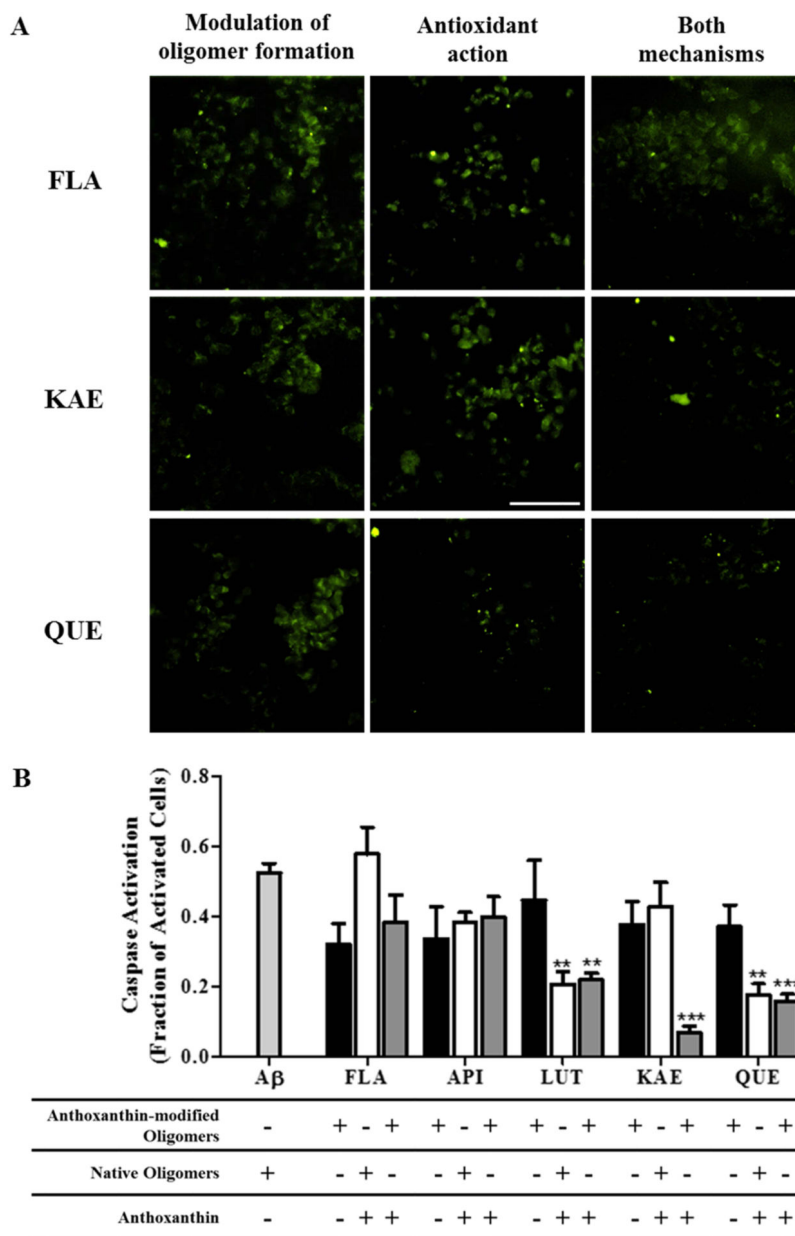 A
Modulation of
oligomer formation
Antioxidant
action
Both
mechanisms
FLA
KAE
QUE
B
Caspase Activation
(Fraction of Activated Cells)
0.8
0.6
0.4
0.2
0.0
** ** *** ** ***
Aβ FLA API LUT KAE QUE
Anthoxanthin-modified
Oligomers - + - + + - + + - + + - + + - +
Native Oligomers + - + - - + - - + - - + - - + -
Anthoxanthin - - + + - + + - + + - + + - + +